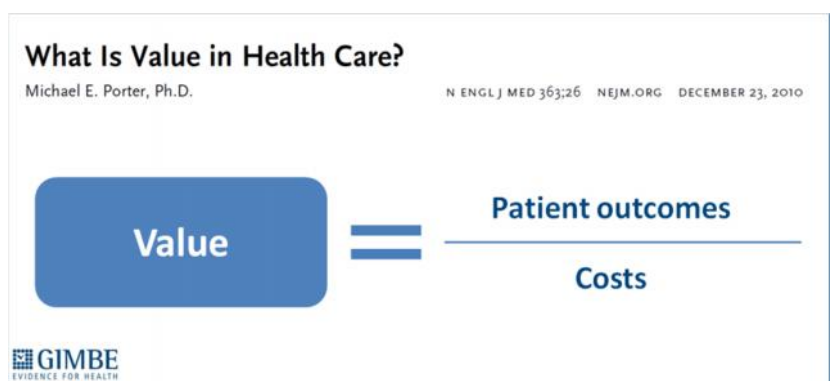 What Is Value in Health Care?
Michael E. Porter, Ph.D.
N ENGL J MED 363;26 NEJM.ORG DECEMBER 23, 2010
Value
=
Patient outcomes
Costs
GIMBE
EVIDENCE FOR HEALTH